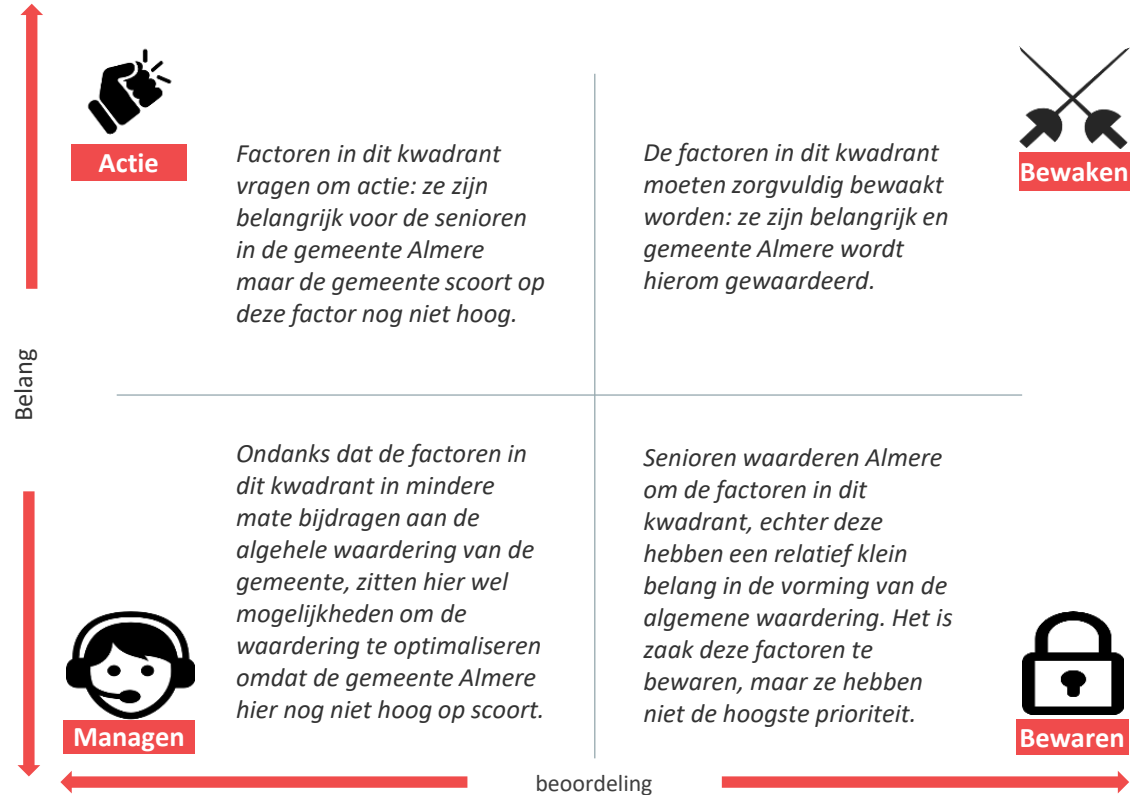 Actie
Factoren in dit kwadrant
vragen om actie: ze zijn
belangrijk voor de senioren
in de gemeente Almere
maar de gemeente scoort op
deze factor nog niet hoog.
Bewaken
De factoren in dit kwadrant
moeten zorgvuldig bewaakt
worden: ze zijn belangrijk en
gemeente Almere wordt
hierom gewaardeerd.
Belang
Managen
Ondanks dat de factoren in
dit kwadrant in mindere
mate bijdragen aan de
algehele waardering van de
gemeente, zitten hier wel
mogelijkheden om de
waardering te optimaliseren
omdat de gemeente Almere
hier nog niet hoog op scoort.
Senioren waarderen Almere
om de factoren in dit
kwadrant, echter deze
hebben een relatief klein
belang in de vorming van de
algemene waardering. Het is
zaak deze factoren te
bewaren, maar ze hebben
niet de hoogste prioriteit.
Bewaren
beoordeling